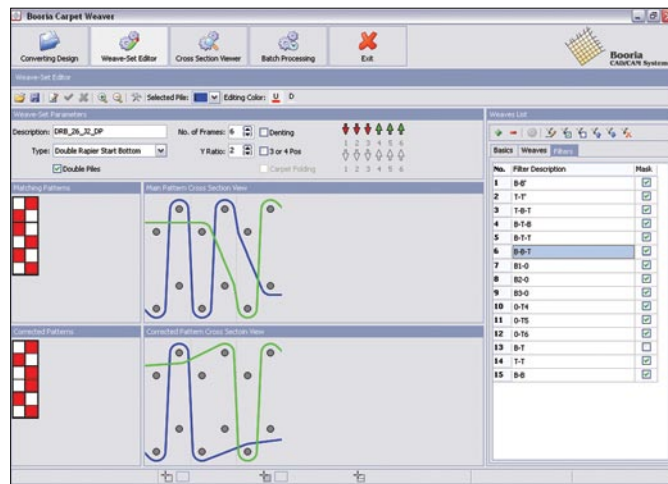 Booria Carpet Weaver
Converting Design Weave-Set Editor Cross Section Viewer Batch Processing Exit
Booria
CAD/CAM System
Weave-Set Editor
Selected Pile: Editing Color: U D
Weave-Set Parameters
Description: DRB_26_J2_DP No. of Frames: 6 Denting
1 2 3 4 5 6
Type: Double Rapier Start Bottom Y Ratio: 2 3 or 4 Pos
Double Piles Carpet Folding 1 2 3 4 5 6
Matching Patterns Main Pattern Cross Section View
Corrected Patterns Corrected Pattern Cross Sectoin View
Weaves List
Basics Weaves Filters
No. Filter Description Mask
1 B-B'
2 T-T'
3 T-B-T
4 B-T-B
5 B-T-T
6 B-B-T
7 B1-0
8 B2-0
9 B3-0
10 0-T4
11 0-T5
12 0-T6
13 B-T
14 T-T
15 B-B